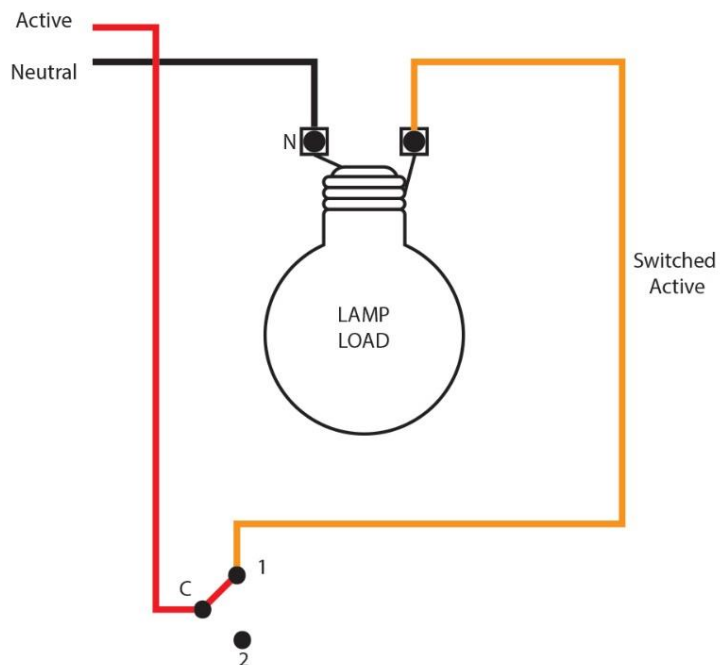 Active
Neutral
N
Switched
Active
LAMP
LOAD
1
C
2